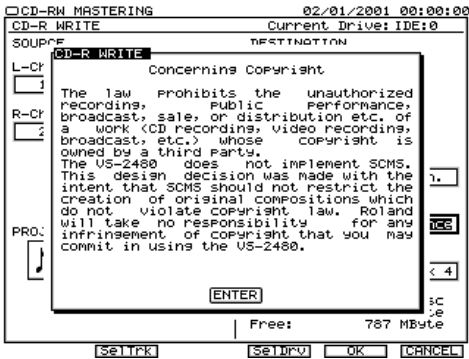 CD-RW MASTERING 02/01/2001 00:00:00
CD-R WRITE Current Drive:IDE:0
SOURCE DESTINATION
CD-R WRITE
Concerning Copyright
L-Ch
R-Ch
The law prohibits the unauthorized
recording, public performance,
broadcast, sale, or distribution etc. of
a work (CD recording, video recording,
broadcast, etc.) whose copyright is
owned by a third party.
The VS-2480 does not implement SCMS.
This design decision was made with the
intent that SCMS should not restrict the
creation of original compositions which
do not violate copyright law. Roland
will take no responsibility for any
infringement of copyright that you may
commit in using the VS-2480.
ENTER
Free: 787 MByte
SelTrk SelDrv OK CANCEL